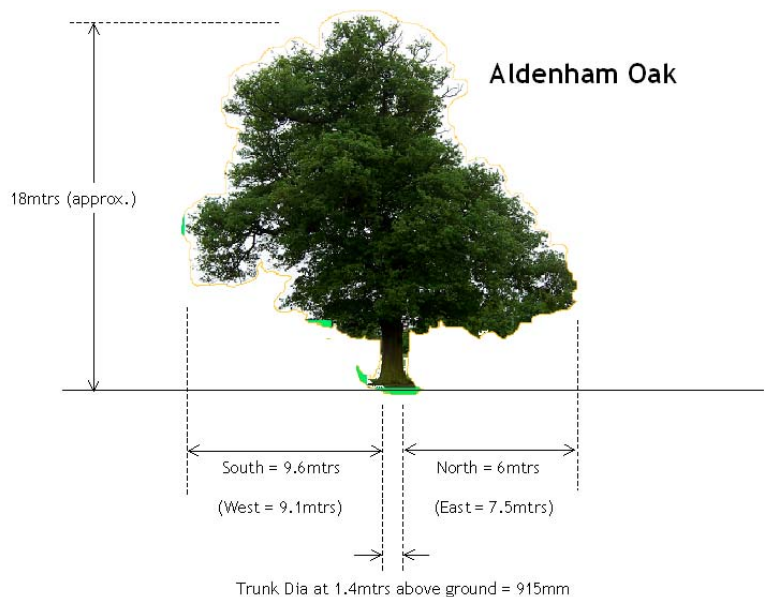 Aldenham Oak
18mtrs (approx.)
South = 9.6mtrs
North = 6mtrs
(West = 9.1mtrs)
(East = 7.5mtrs)
Trunk Dia at 1.4mtrs above ground = 915mm